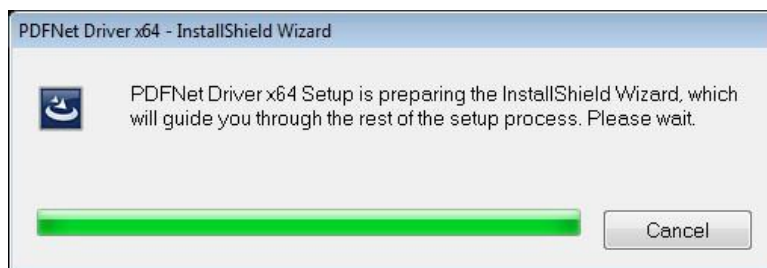 PDFNet Driver x64 - InstallShield Wizard
PDFNet Driver x64 Setup is preparing the InstallShield Wizard, which
will guide you through the rest of the setup process. Please wait.
Cancel